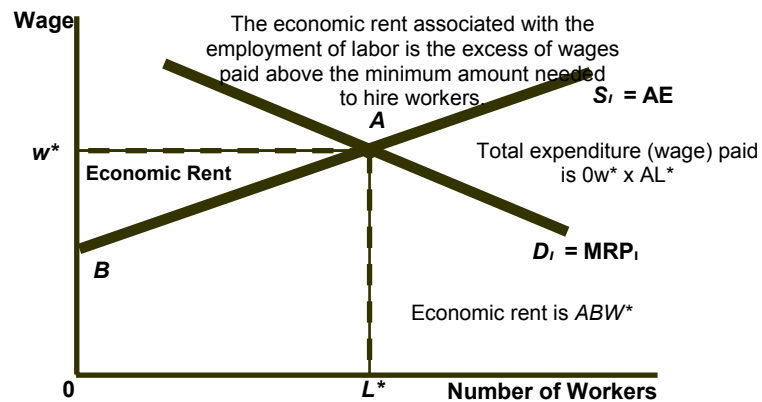 Wage
The economic rent associated with the
employment of labor is the excess of wages
paid above the minimum amount needed
to hire workers.
Sₗ = AE
A
w*
Total expenditure (wage) paid
is 0w* x AL*
Economic Rent
B
Dₗ = MRPₗ
Economic rent is ABW*
0
L*
Number of Workers